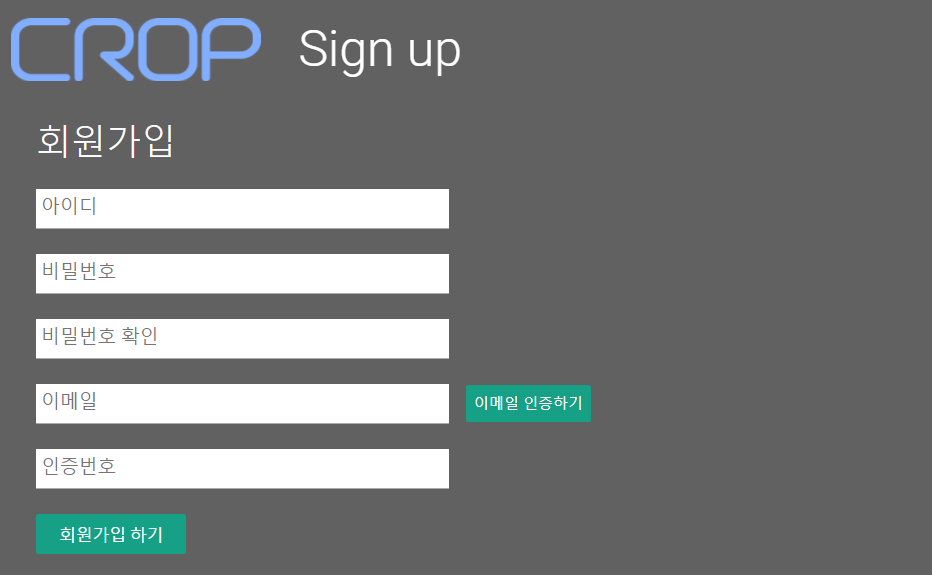 CROP Sign up
회원가입
아이디
비밀번호
비밀번호 확인
이메일 이메일 인증하기
인증번호
회원가입 하기